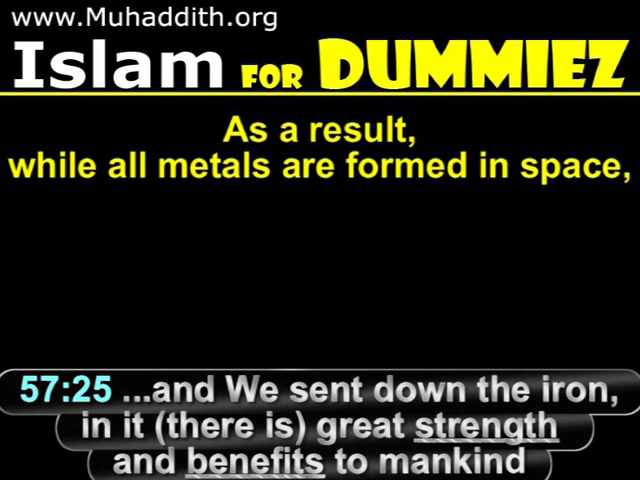 www.Muhaddith.org
Islam FOR DUMMIEZ
As a result,
while all metals are formed in space,
57:25 ...and We sent down the iron,
in it (there is) great strength
and benefits to mankind